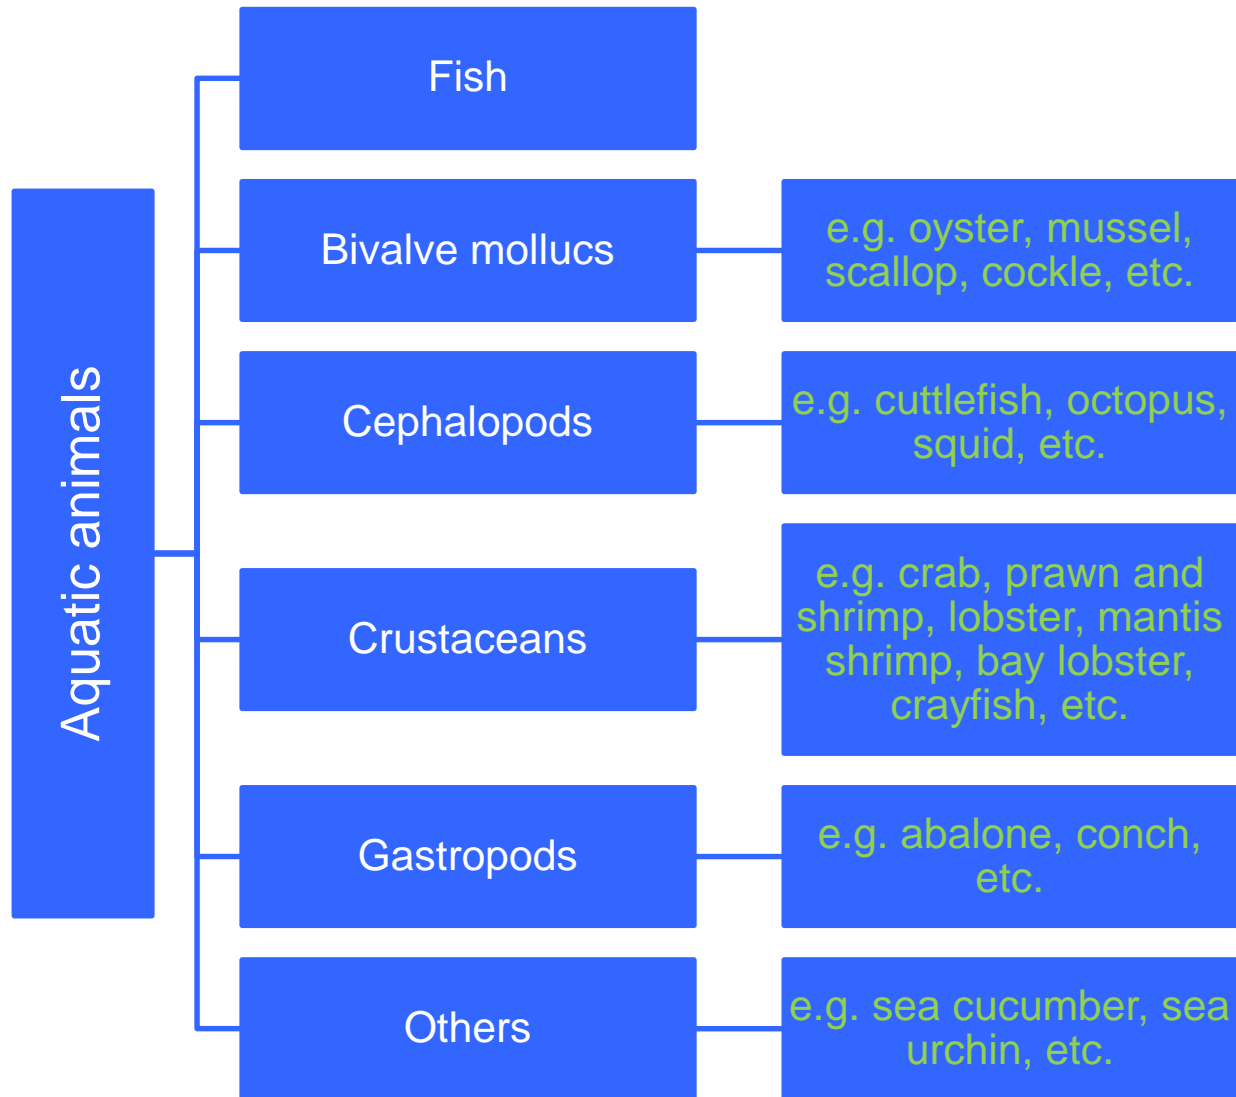 Aquatic animals
Fish
Bivalve mollucs
e.g. oyster, mussel,
scallop, cockle, etc.
Cephalopods
e.g. cuttlefish, octopus,
squid, etc.
Crustaceans
e.g. crab, prawn and
shrimp, lobster, mantis
shrimp, bay lobster,
crayfish, etc.
Gastropods
e.g. abalone, conch,
etc.
Others
e.g. sea cucumber, sea
urchin, etc.